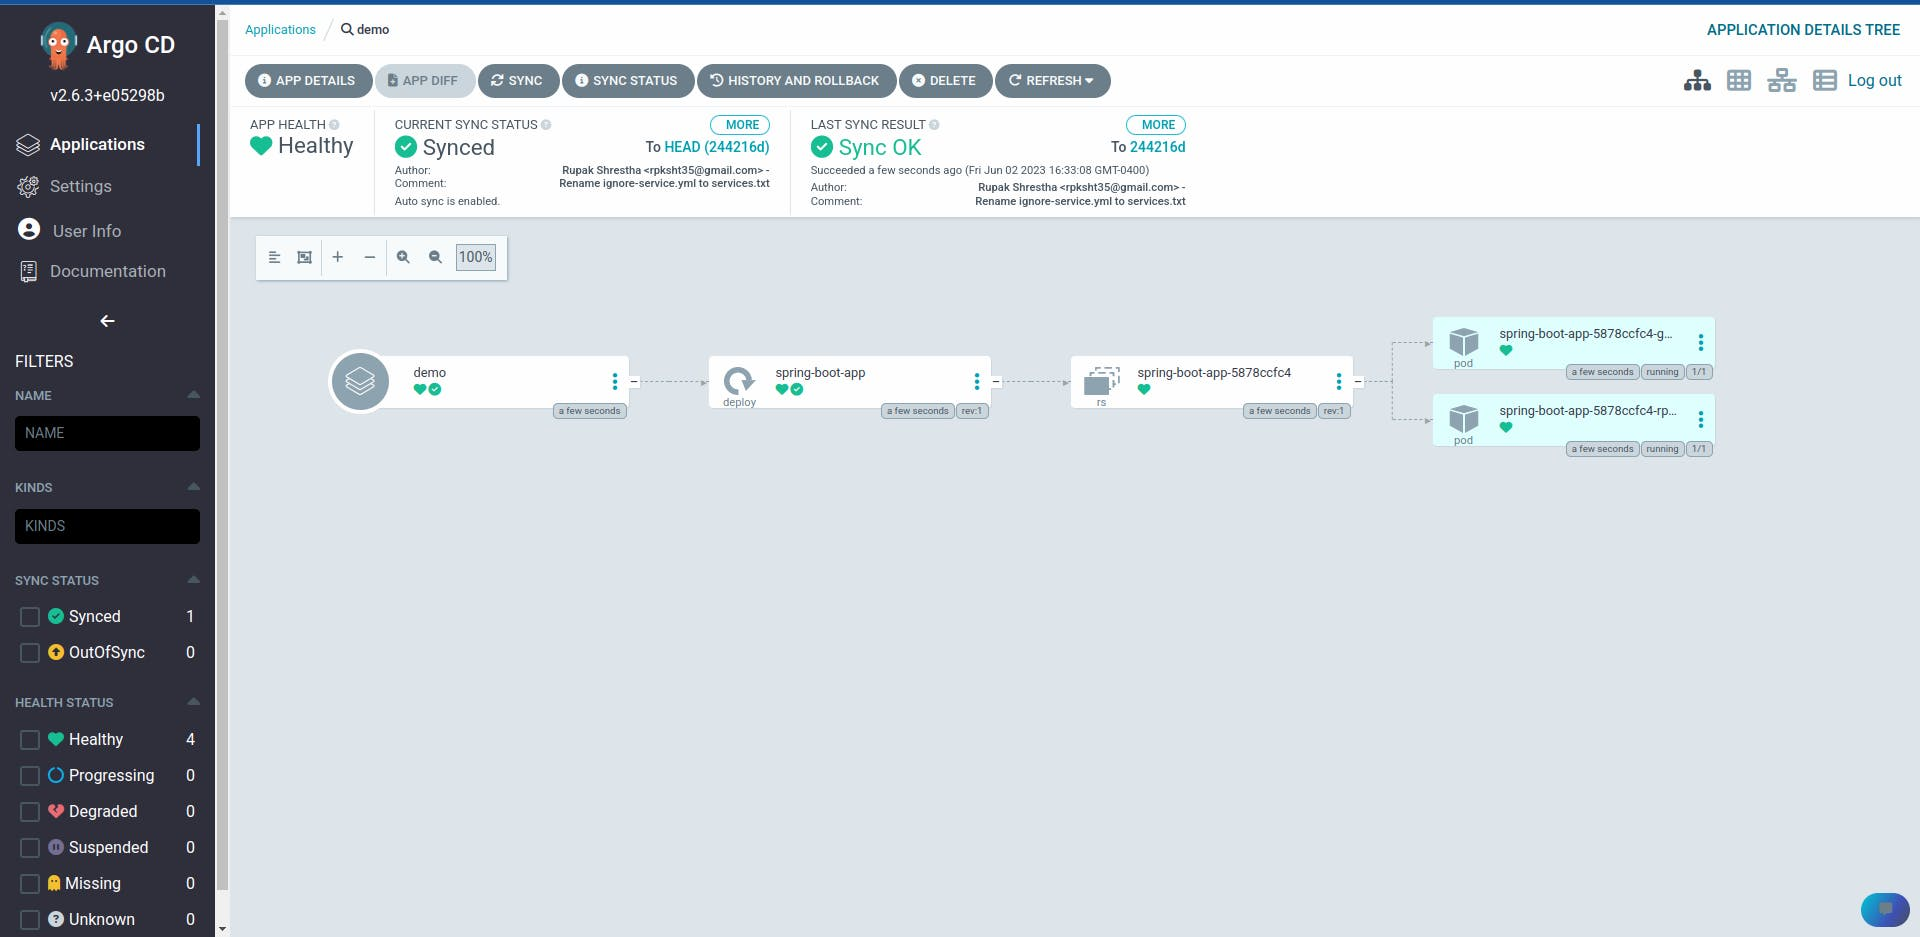 Argo CD
v2.6.3+e05298b
Applications
Settings
User Info
Documentation
FILTERS
NAME
NAME
KINDS
KINDS
SYNC STATUS
Synced 1
OutOfSync 0
HEALTH STATUS
Healthy 4
Progressing 0
Degraded 0
Suspended 0
Missing 0
Unknown 0
Applications / demo
APPLICATION DETAILS TREE
APP DETAILS APP DIFF SYNC SYNC STATUS HISTORY AND ROLLBACK DELETE REFRESH
Log out
APP HEALTH
Healthy
CURRENT SYNC STATUS MORE
Synced To HEAD (244216d)
Author: Rupak Shrestha <rpksht35@gmail.com> -
Comment: Rename ignore-service.yml to services.txt
Auto sync is enabled.
LAST SYNC RESULT MORE
Sync OK To 244216d
Succeeded a few seconds ago (Fri Jun 02 2023 16:33:08 GMT-0400)
Author: Rupak Shrestha <rpksht35@gmail.com> -
Comment: Rename ignore-service.yml to services.txt
100%
demo
a few seconds
spring-boot-app
deploy
a few seconds rev:1
spring-boot-app-5878ccfc4
rs
a few seconds rev:1
spring-boot-app-5878ccfc4-g...
pod
a few seconds running 1/1
spring-boot-app-5878ccfc4-rp...
pod
a few seconds running 1/1